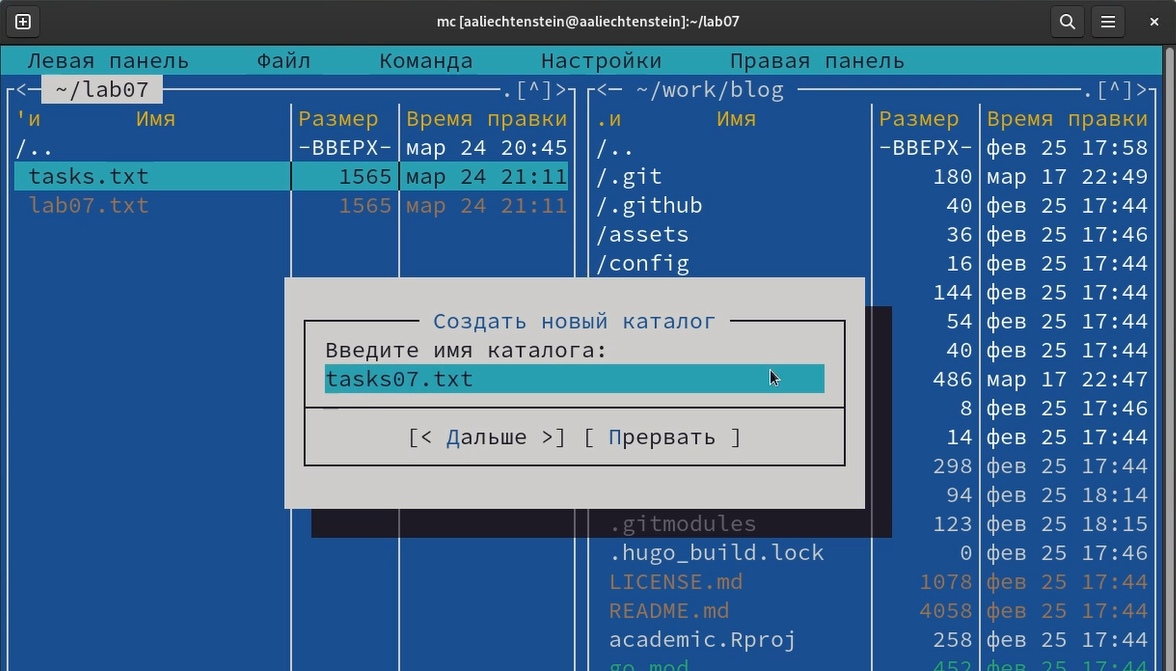 mc [aaliechtenstein@aaliechtenstein]:~/lab07
Левая панель Файл Команда Настройки Правая панель
<─ ~/lab07 ─.[^]>
'и Имя Размер Время правки
/.. -ВВЕРХ- мар 24 20:45
tasks.txt 1565 мар 24 21:11
lab07.txt 1565 мар 24 21:11
<─ ~/work/blog ─.[^]>
.и Имя Размер Время правки
/.. -ВВЕРХ- фев 25 17:58
/.git 180 мар 17 22:49
/.github 40 фев 25 17:44
/assets 36 фев 25 17:46
/config 16 фев 25 17:44
144 фев 25 17:44
54 фев 25 17:44
40 фев 25 17:44
486 мар 17 22:47
8 фев 25 17:46
14 фев 25 17:44
298 фев 25 17:44
94 фев 25 18:14
.gitmodules 123 фев 25 18:15
.hugo_build.lock 0 фев 25 17:46
LICENSE.md 1078 фев 25 17:44
README.md 4058 фев 25 17:44
academic.Rproj 258 фев 25 17:44
go.mod 452 фев 25 17:44
Создать новый каталог
Введите имя каталога:
tasks07.txt
[< Дальше >] [ Прервать ]